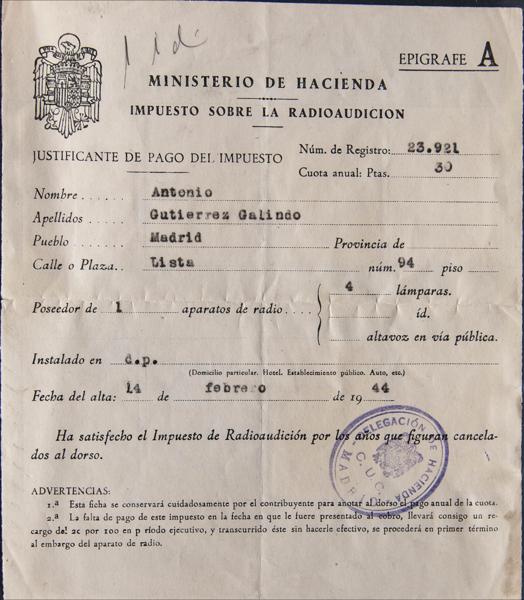 EPIGRAFE A
MINISTERIO DE HACIENDA
IMPUESTO SOBRE LA RADIOAUDICION
JUSTIFICANTE DE PAGO DEL IMPUESTO
Núm. de Registro: 23.921
Cuota anual: Ptas. 30
Nombre ...... Antonio
Apellidos ..... Gutierrez Galindo
Pueblo ....... Madrid Provincia de
Calle o Plaza.. Lista núm. 94 piso
Poseedor de 1 aparatos de radio ....
4 lámparas.
íd.
altavoz en vía pública.
Instalado en d.p.
(Domicilio particular. Hotel. Establecimiento público. Auto, etc.)
Fecha del alta: 14 de febrero de 1944
Ha satisfecho el Impuesto de Radioaudición por los años que figuran cancela-
dos al dorso.
DELEGACIÓN DE HACIENDA
C.U.C.
MADRID
ADVERTENCIAS:
1.ª Esta ficha se conservará cuidadosamente por el contribuyente para anotar al dorso el pago anual de la cuota.
2.ª La falta de pago de este impuesto en la fecha en que le fuere presentado al cobro, llevará consigo un re-
cargo del 2c por 100 en p ríodo ejecutivo, y transcurrido éste sin hacerle efectivo, se procederá en primer término
al embargo del aparato de radio.